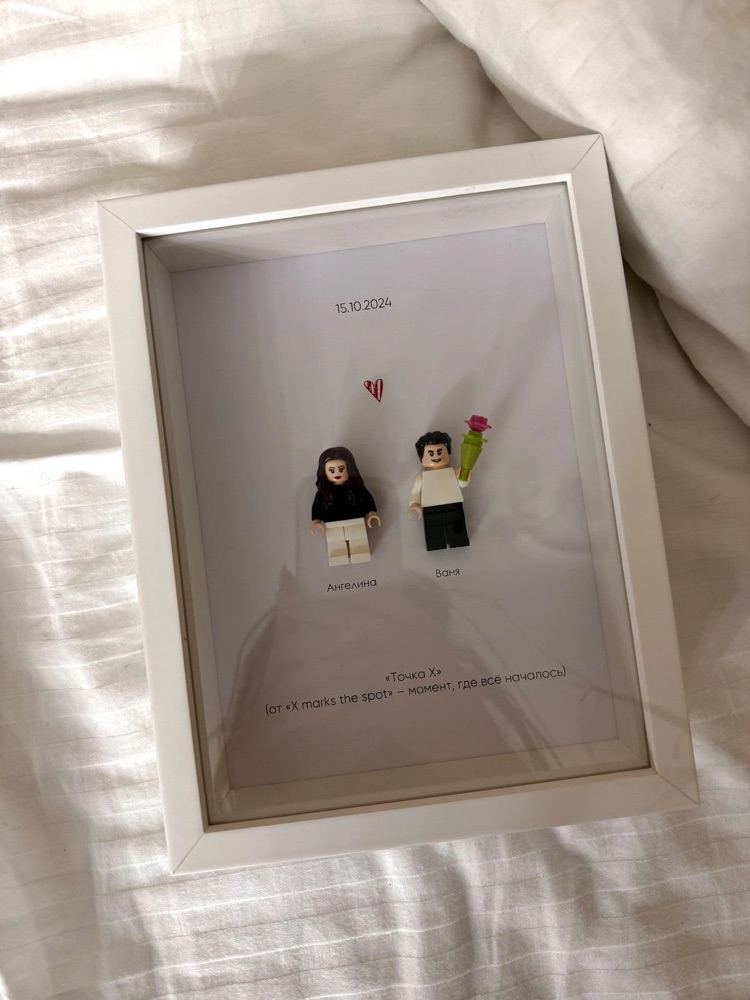 15.10.2024
Ангелина
Ваня
«Точка X»
(от «X marks the spot» – момент, где всё началось)